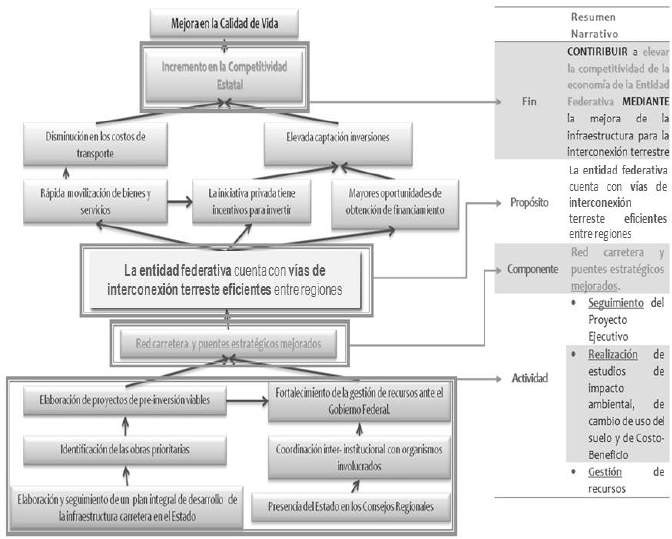 Mejora en la Calidad de Vida
Incremento en la Competitividad
Estatal
Disminución en los costos de
transporte
Elevada captación inversiones
Rápida movilización de bienes y
servicios
La iniciativa privada tiene
incentivos para invertir
Mayores oportunidades de
obtención de financiamiento
La entidad federativa cuenta con vías de
interconexión terreste eficientes entre regiones
Red carretera y puentes estratégicos mejorados
Elaboración de proyectos de pre-inversión viables
Fortalecimiento de la gestión de recursos ante el
Gobierno Federal.
Identificación de las obras prioritarias
Coordinación inter- institucional con organismos
involucrados
Elaboración y seguimiento de un plan integral de desarrollo de
la infraestructura carretera en el Estado
Presencia del Estado en los Consejos Regionales
Resumen
Narrativo
Fin
CONTIRIBUIR a elevar
la competitividad de la
economía de la Entidad
Federativa MEDIANTE
la mejora de la
infraestructura para la
interconexión terrestre
Propósito
La entidad federativa
cuenta con vías de
interconexión
terreste eficientes
entre regiones
Componente
Red carretera y
puentes estratégicos
mejorados.
Actividad
• Seguimiento del
Proyecto
Ejecutivo
• Realización de
estudios de
impacto
ambiental, de
cambio de uso del
suelo y de Costo-
Beneficio
• Gestión de
recursos